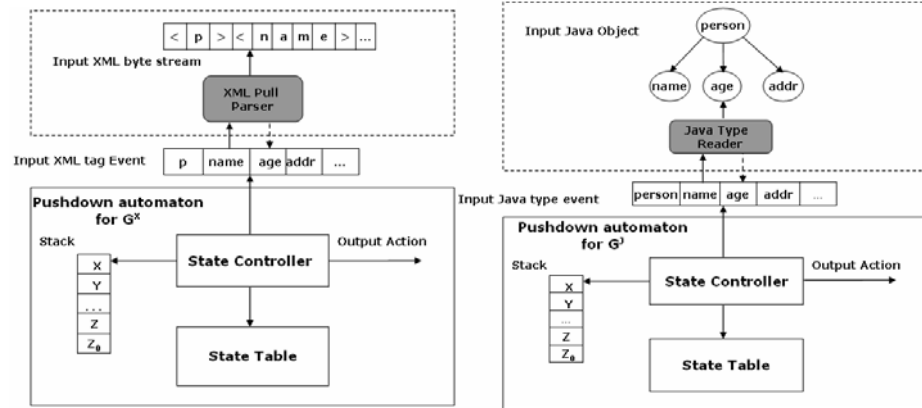 < p > < n a m e > ...
Input XML byte stream
XML Pull
Parser
Input XML tag Event
p name age addr ...
Pushdown automaton
for G^X
Stack
Output Action
State Controller
X
Y
...
Z
Z₀
State Table
Input Java Object
person
name age addr
Java Type
Reader
Input Java type event
person name age addr ...
Pushdown automaton
for G^J
Stack
Output Action
State Controller
X
Y
...
Z
Z₀
State Table